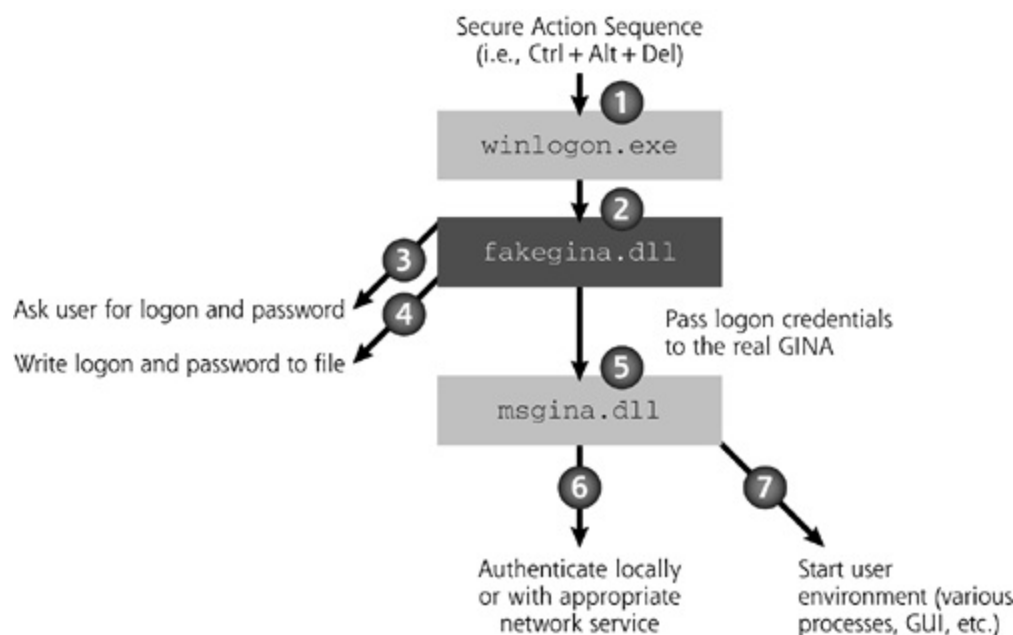 Secure Action Sequence
(i.e., Ctrl + Alt + Del)
1
winlogon.exe
2
fakegina.dll
3
Ask user for logon and password
4
Write logon and password to file
Pass logon credentials
to the real GINA
5
msgina.dll
6
7
Authenticate locally
or with appropriate
network service
Start user
environment (various
processes, GUI, etc.)